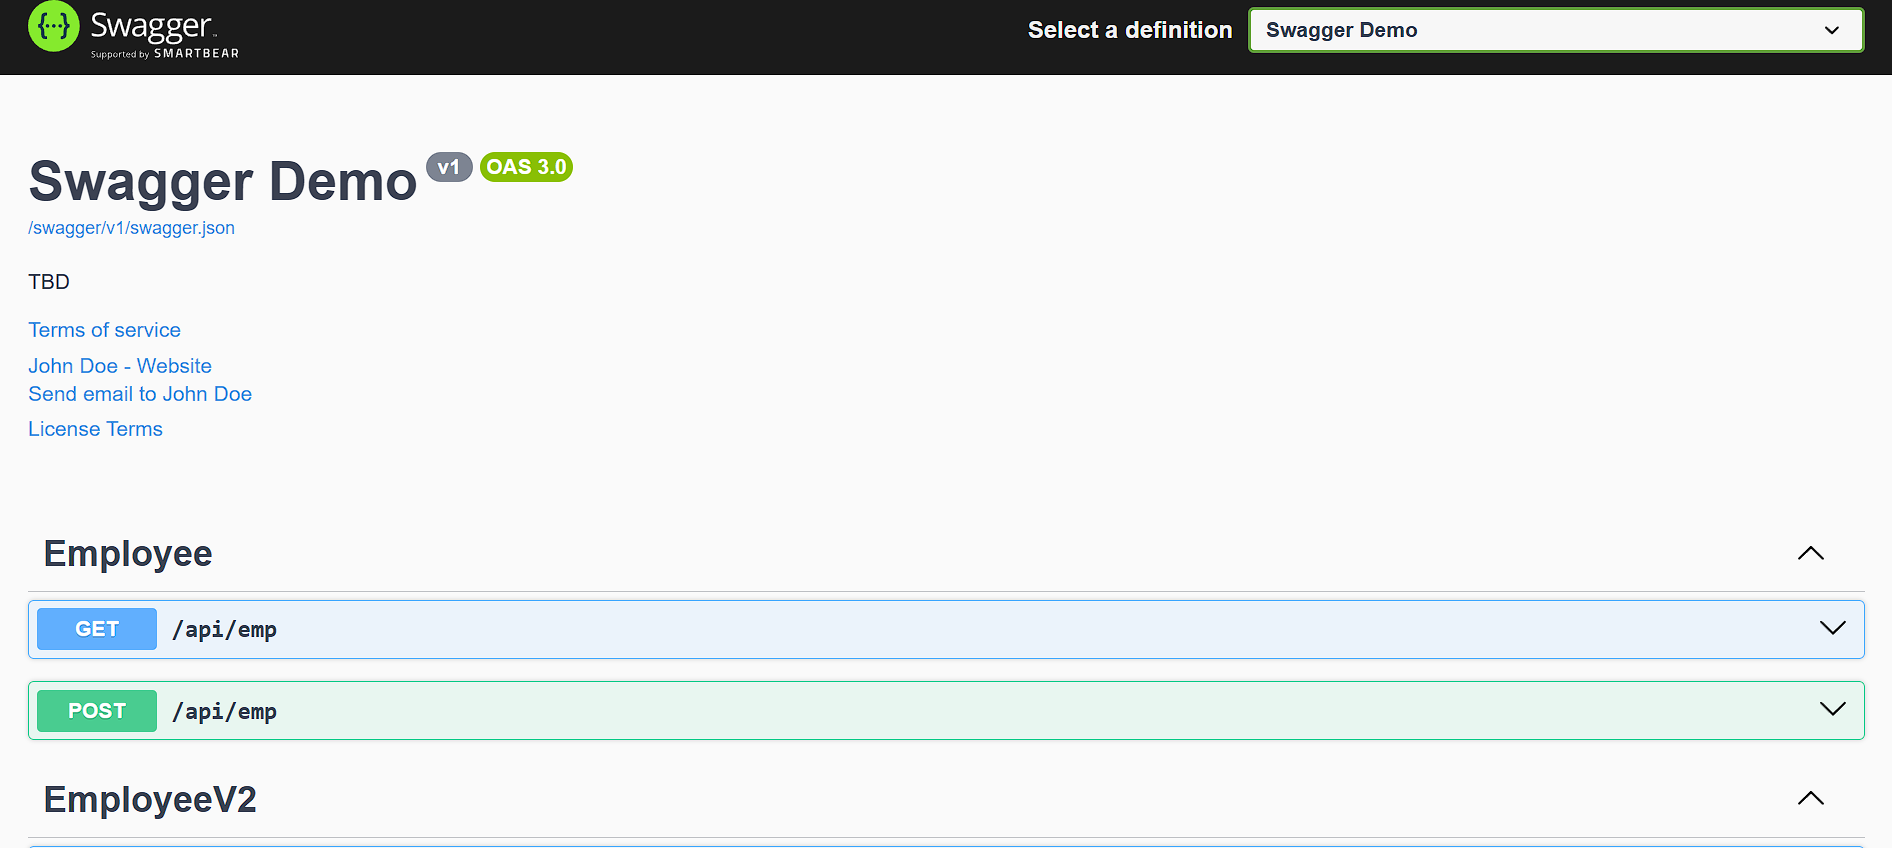 {...} Swagger™
Supported by SMARTBEAR
Select a definition
Swagger Demo
Swagger Demo v1 OAS 3.0
/swagger/v1/swagger.json
TBD
Terms of service
John Doe - Website
Send email to John Doe
License Terms
Employee
GET /api/emp
POST /api/emp
EmployeeV2